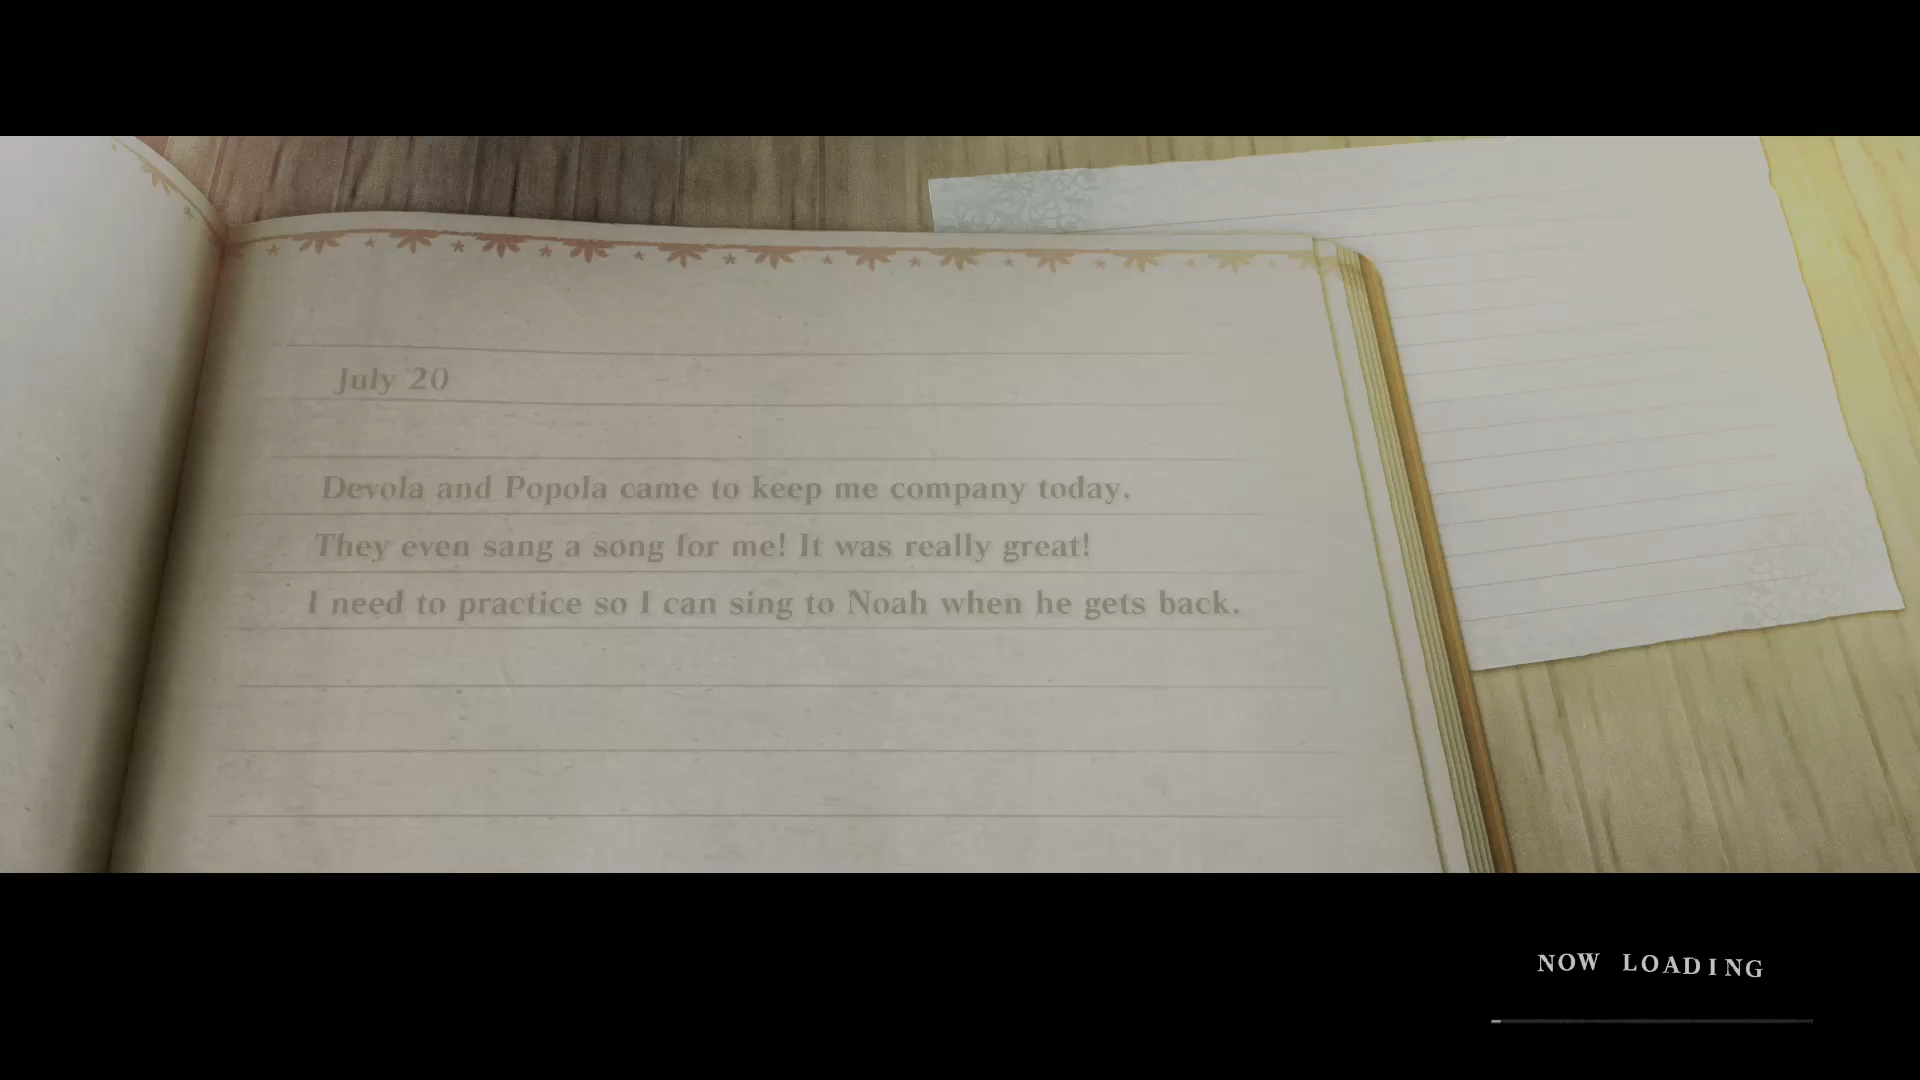 July 20
Devola and Popola came to keep me company today.
They even sang a song for me! It was really great!
I need to practice so I can sing to Noah when he gets back.
NOW LOADING